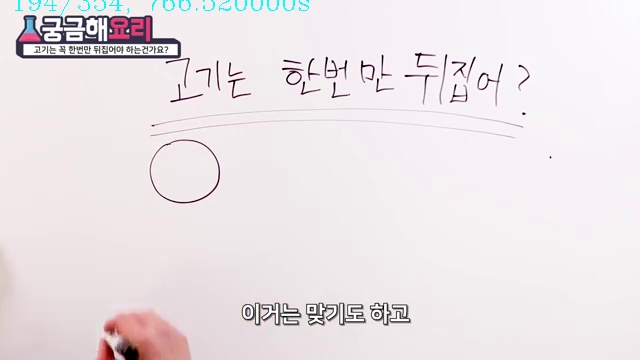 194/354, 766.520000s
궁금해요리
고기는 꼭 한번만 뒤집어야 하는건가요?
고기는 한번만 뒤집어?
이거는 맞기도 하고